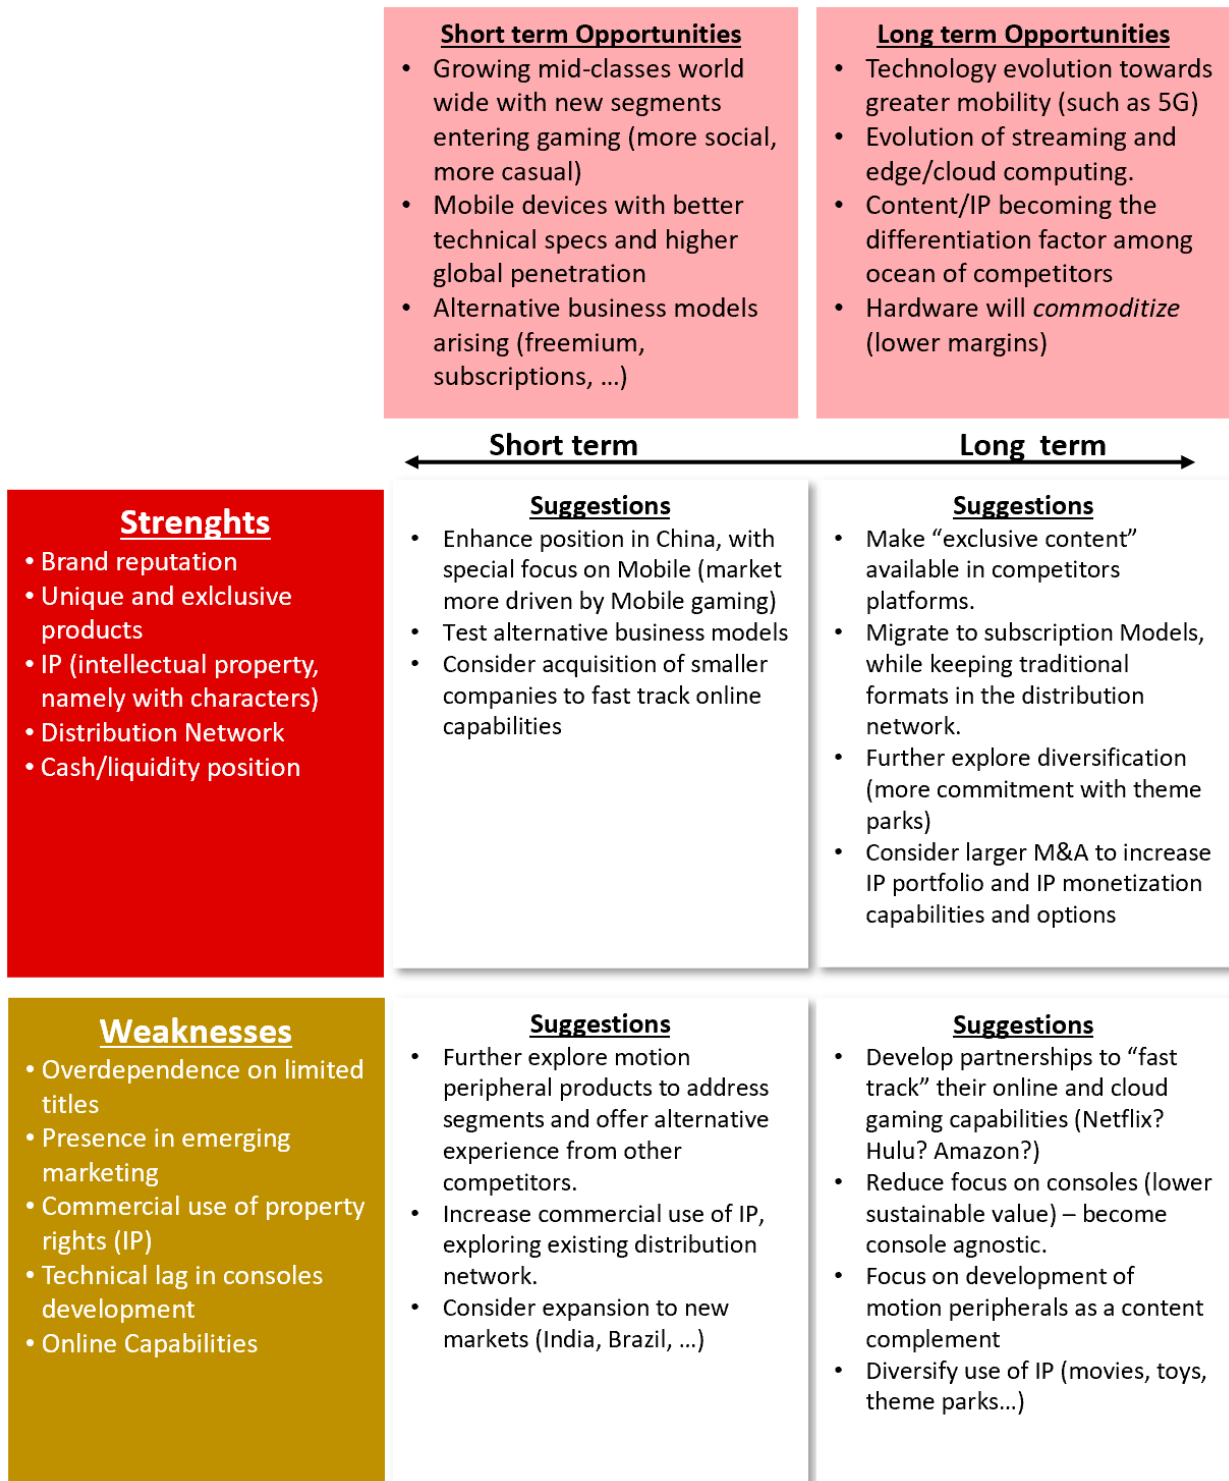 Short term Opportunities
• Growing mid-classes world
wide with new segments
entering gaming (more social,
more casual)
• Mobile devices with better
technical specs and higher
global penetration
• Alternative business models
arising (freemium,
subscriptions, …)
Long term Opportunities
• Technology evolution towards
greater mobility (such as 5G)
• Evolution of streaming and
edge/cloud computing.
• Content/IP becoming the
differentiation factor among
ocean of competitors
• Hardware will commoditize
(lower margins)
Short term
Long term
Strenghts
• Brand reputation
• Unique and exlclusive
products
• IP (intellectual property,
namely with characters)
• Distribution Network
• Cash/liquidity position
Suggestions
• Enhance position in China, with
special focus on Mobile (market
more driven by Mobile gaming)
• Test alternative business models
• Consider acquisition of smaller
companies to fast track online
capabilities
Suggestions
• Make “exclusive content”
available in competitors
platforms.
• Migrate to subscription Models,
while keeping traditional
formats in the distribution
network.
• Further explore diversification
(more commitment with theme
parks)
• Consider larger M&A to increase
IP portfolio and IP monetization
capabilities and options
Weaknesses
• Overdependence on limited
titles
• Presence in emerging
marketing
• Commercial use of property
rights (IP)
• Technical lag in consoles
development
• Online Capabilities
Suggestions
• Further explore motion
peripheral products to address
segments and offer alternative
experience from other
competitors.
• Increase commercial use of IP,
exploring existing distribution
network.
• Consider expansion to new
markets (India, Brazil, …)
Suggestions
• Develop partnerships to “fast
track” their online and cloud
gaming capabilities (Netflix?
Hulu? Amazon?)
• Reduce focus on consoles (lower
sustainable value) – become
console agnostic.
• Focus on development of
motion peripherals as a content
complement
• Diversify use of IP (movies, toys,
theme parks…)